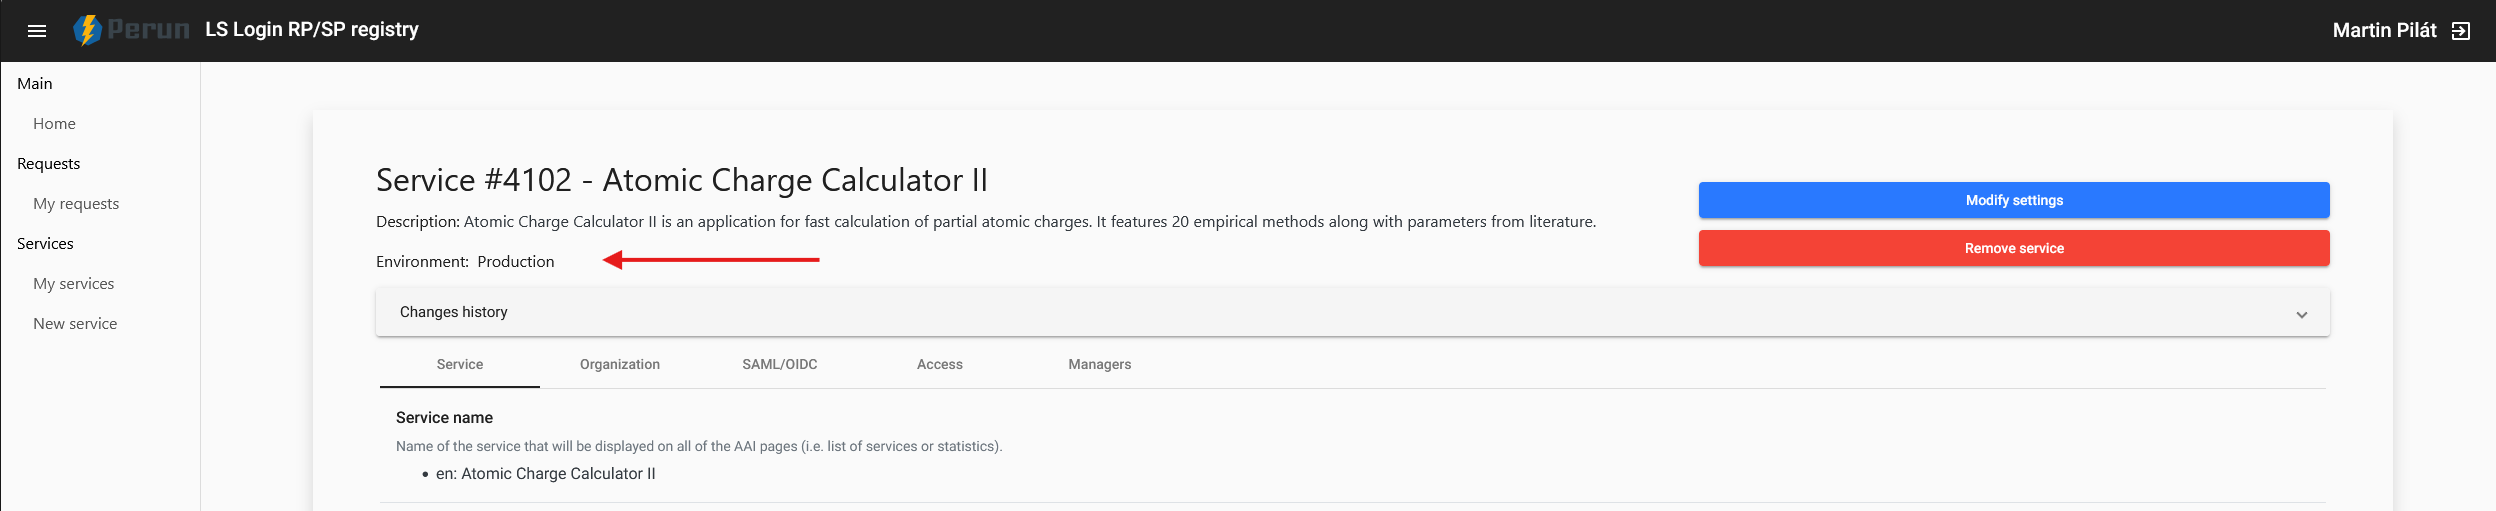 Perun LS Login RP/SP registry
Martin Pilát
Main
Home
Requests
My requests
Services
My services
New service
Service #4102 - Atomic Charge Calculator II
Description: Atomic Charge Calculator II is an application for fast calculation of partial atomic charges. It features 20 empirical methods along with parameters from literature.
Environment: Production
Modify settings
Remove service
Changes history
Service Organization SAML/OIDC Access Managers
Service name
Name of the service that will be displayed on all of the AAI pages (i.e. list of services or statistics).
• en: Atomic Charge Calculator II